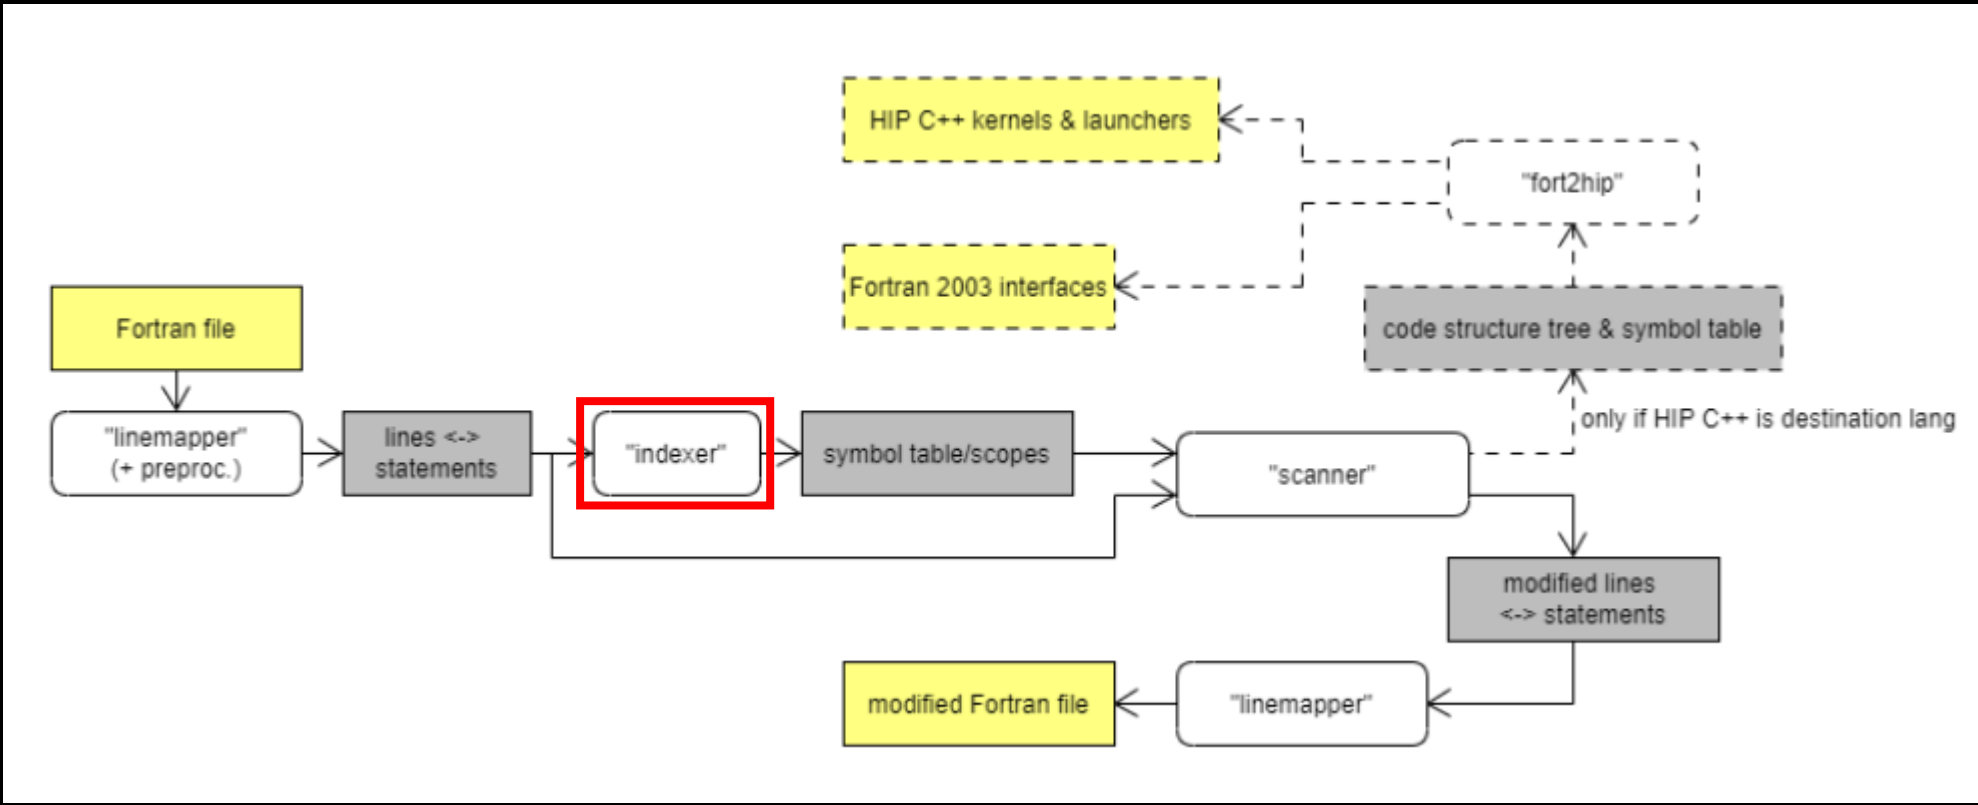 HIP C++ kernels & launchers
"fort2hip"
Fortran 2003 interfaces
Fortran file
code structure tree & symbol table
only if HIP C++ is destination lang
"linemapper"
(+ preproc.)
lines <->
statements
"indexer"
symbol table/scopes
"scanner"
modified lines
<-> statements
modified Fortran file
"linemapper"